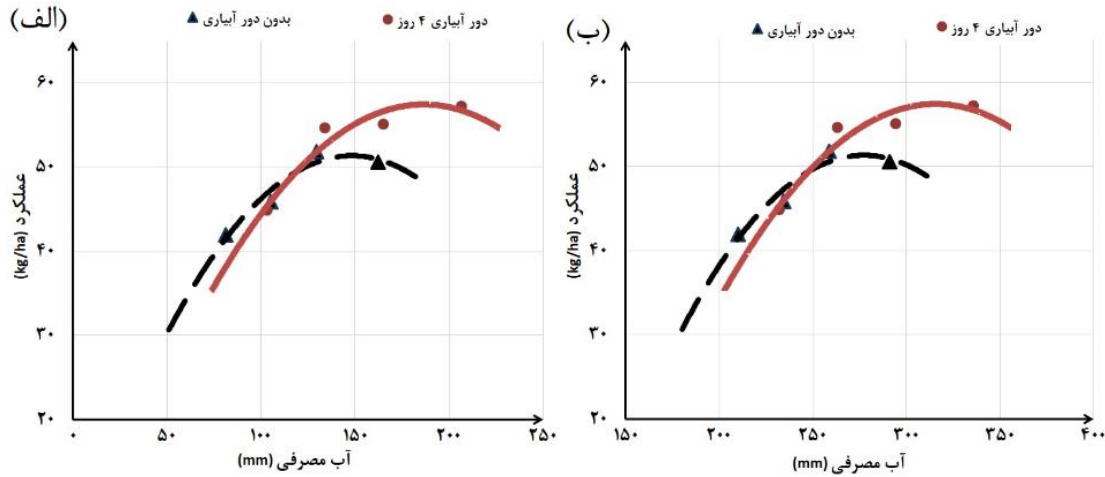 (الف)
بدون دور آبیاری
دور آبیاری ۴ روز
عملکرد (kg/ha)
۶۰
۵۰
۴۰
۳۰
۲۰
۰
۵۰
۱۰۰
۱۵۰
۲۰۰
۲۵۰
آب مصرفی (mm)
(ب)
بدون دور آبیاری
دور آبیاری ۴ روز
عملکرد (kg/ha)
۶۰
۵۰
۴۰
۳۰
۲۰
۱۵۰
۲۰۰
۲۵۰
۳۰۰
۳۵۰
۴۰۰
آب مصرفی (mm)